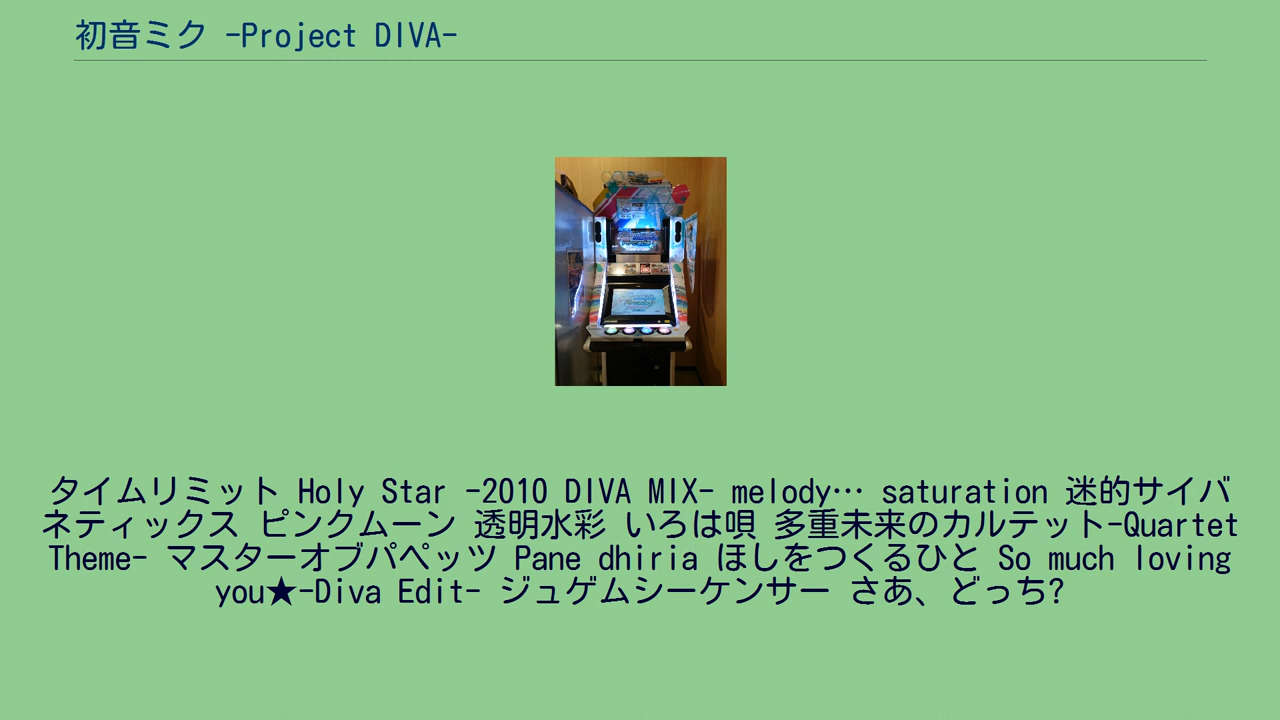 初音ミク -Project DIVA-
タイムリミット Holy Star -2010 DIVA MIX- melody… saturation 迷的サイバ
ネティックス ピンクムーン 透明水彩 いろは唄 多重未来のカルテット-Quartet
Theme- マスターオブパペッツ Pane dhiria ほしをつくるひと So much loving
you★-Diva Edit- ジュゲムシーケンサー さあ、どっち?